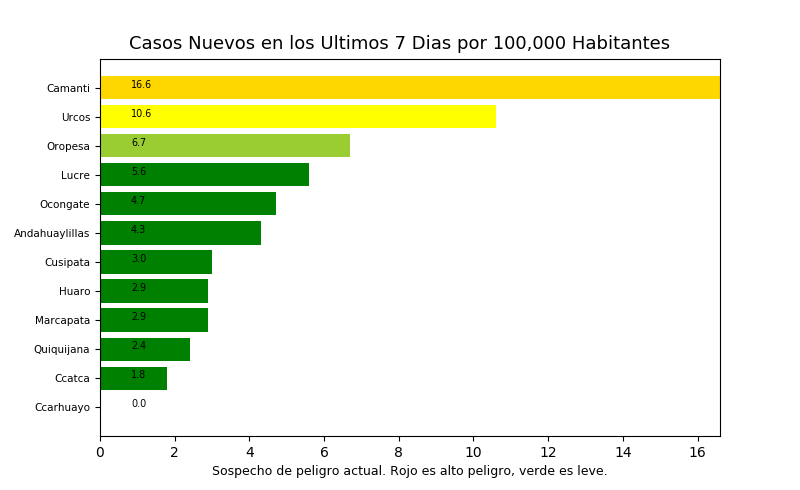 Casos Nuevos en los Ultimos 7 Dias por 100,000 Habitantes
Camanti 16.6
Urcos 10.6
Oropesa 6.7
Lucre 5.6
Ocongate 4.7
Andahuaylillas 4.3
Cusipata 3.0
Huaro 2.9
Marcapata 2.9
Quiquijana 2.4
Ccatca 1.8
Ccarhuayo 0.0
0 2 4 6 8 10 12 14 16
Sospecho de peligro actual. Rojo es alto peligro, verde es leve.